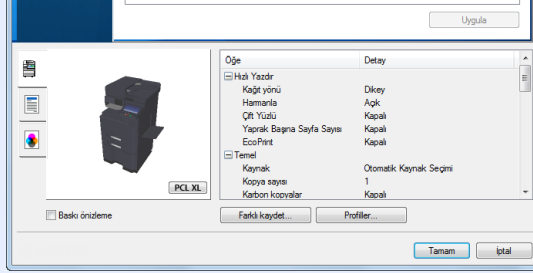 Uygula
Öğe Detay
Hızlı Yazdır
Kağıt yönü Dikey
Harmanla Açık
Çift Yüzlü Kapalı
Yaprak Başına Sayfa Sayısı Kapalı
EcoPrint Kapalı
Temel
Kaynak Otomatik Kaynak Seçimi
Kopya sayısı 1
Karbon kopyalar Kapalı
PCL XL
Baskı önizleme
Farklı kaydet... Profiller...
Tamam İptal